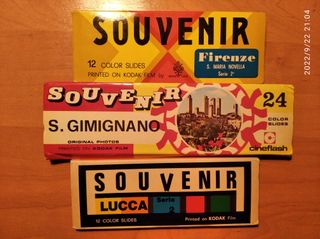 2022/9/22 21:04
SOUVENIR
Firenze
S. MARIA NOVELLA
Serie 2ª
12 COLOR SLIDES
PRINTED ON KODAK FILM by
SOUVENIR
24
COLOR
SLIDES
S. GIMIGNANO
ORIGINAL PHOTOS
PRINTED ON KODAK FILM
cineflash
SOUVENIR
LUCCA
Serie
2
12 COLOR SLIDES
Printed on KODAK Film